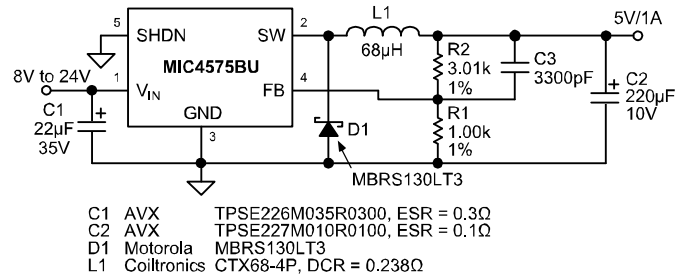 5
SHDN
SW
2
L1
68µH
5V/1A
MIC4575BU
R2
3.01k
1%
C3
3300pF
8V to 24V
1
VIN
FB
4
C2
220µF
10V
C1
22µF
35V
GND
3
D1
R1
1.00k
1%
MBRS130LT3
C1 AVX TPSE226M035R0300, ESR = 0.3Ω
C2 AVX TPSE227M010R0100, ESR = 0.1Ω
D1 Motorola MBRS130LT3
L1 Coiltronics CTX68-4P, DCR = 0.238Ω